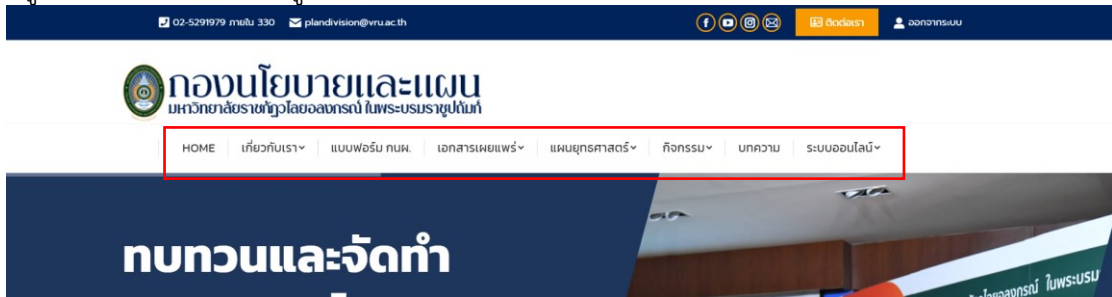 02-5291979 ภายใน 330 plandivision@vru.ac.th ติดต่อเรา ออกจากระบบ
กองนโยบายและแผน
มหาวิทยาลัยราชภัฏวไลยอลงกรณ์ ในพระบรมราชูปถัมภ์
HOME เกี่ยวกับเรา แบบฟอร์ม กนผ. เอกสารเผยแพร่ แผนยุทธศาสตร์ กิจกรรม บทความ ระบบออนไลน์
ทบทวนและจัดทำ